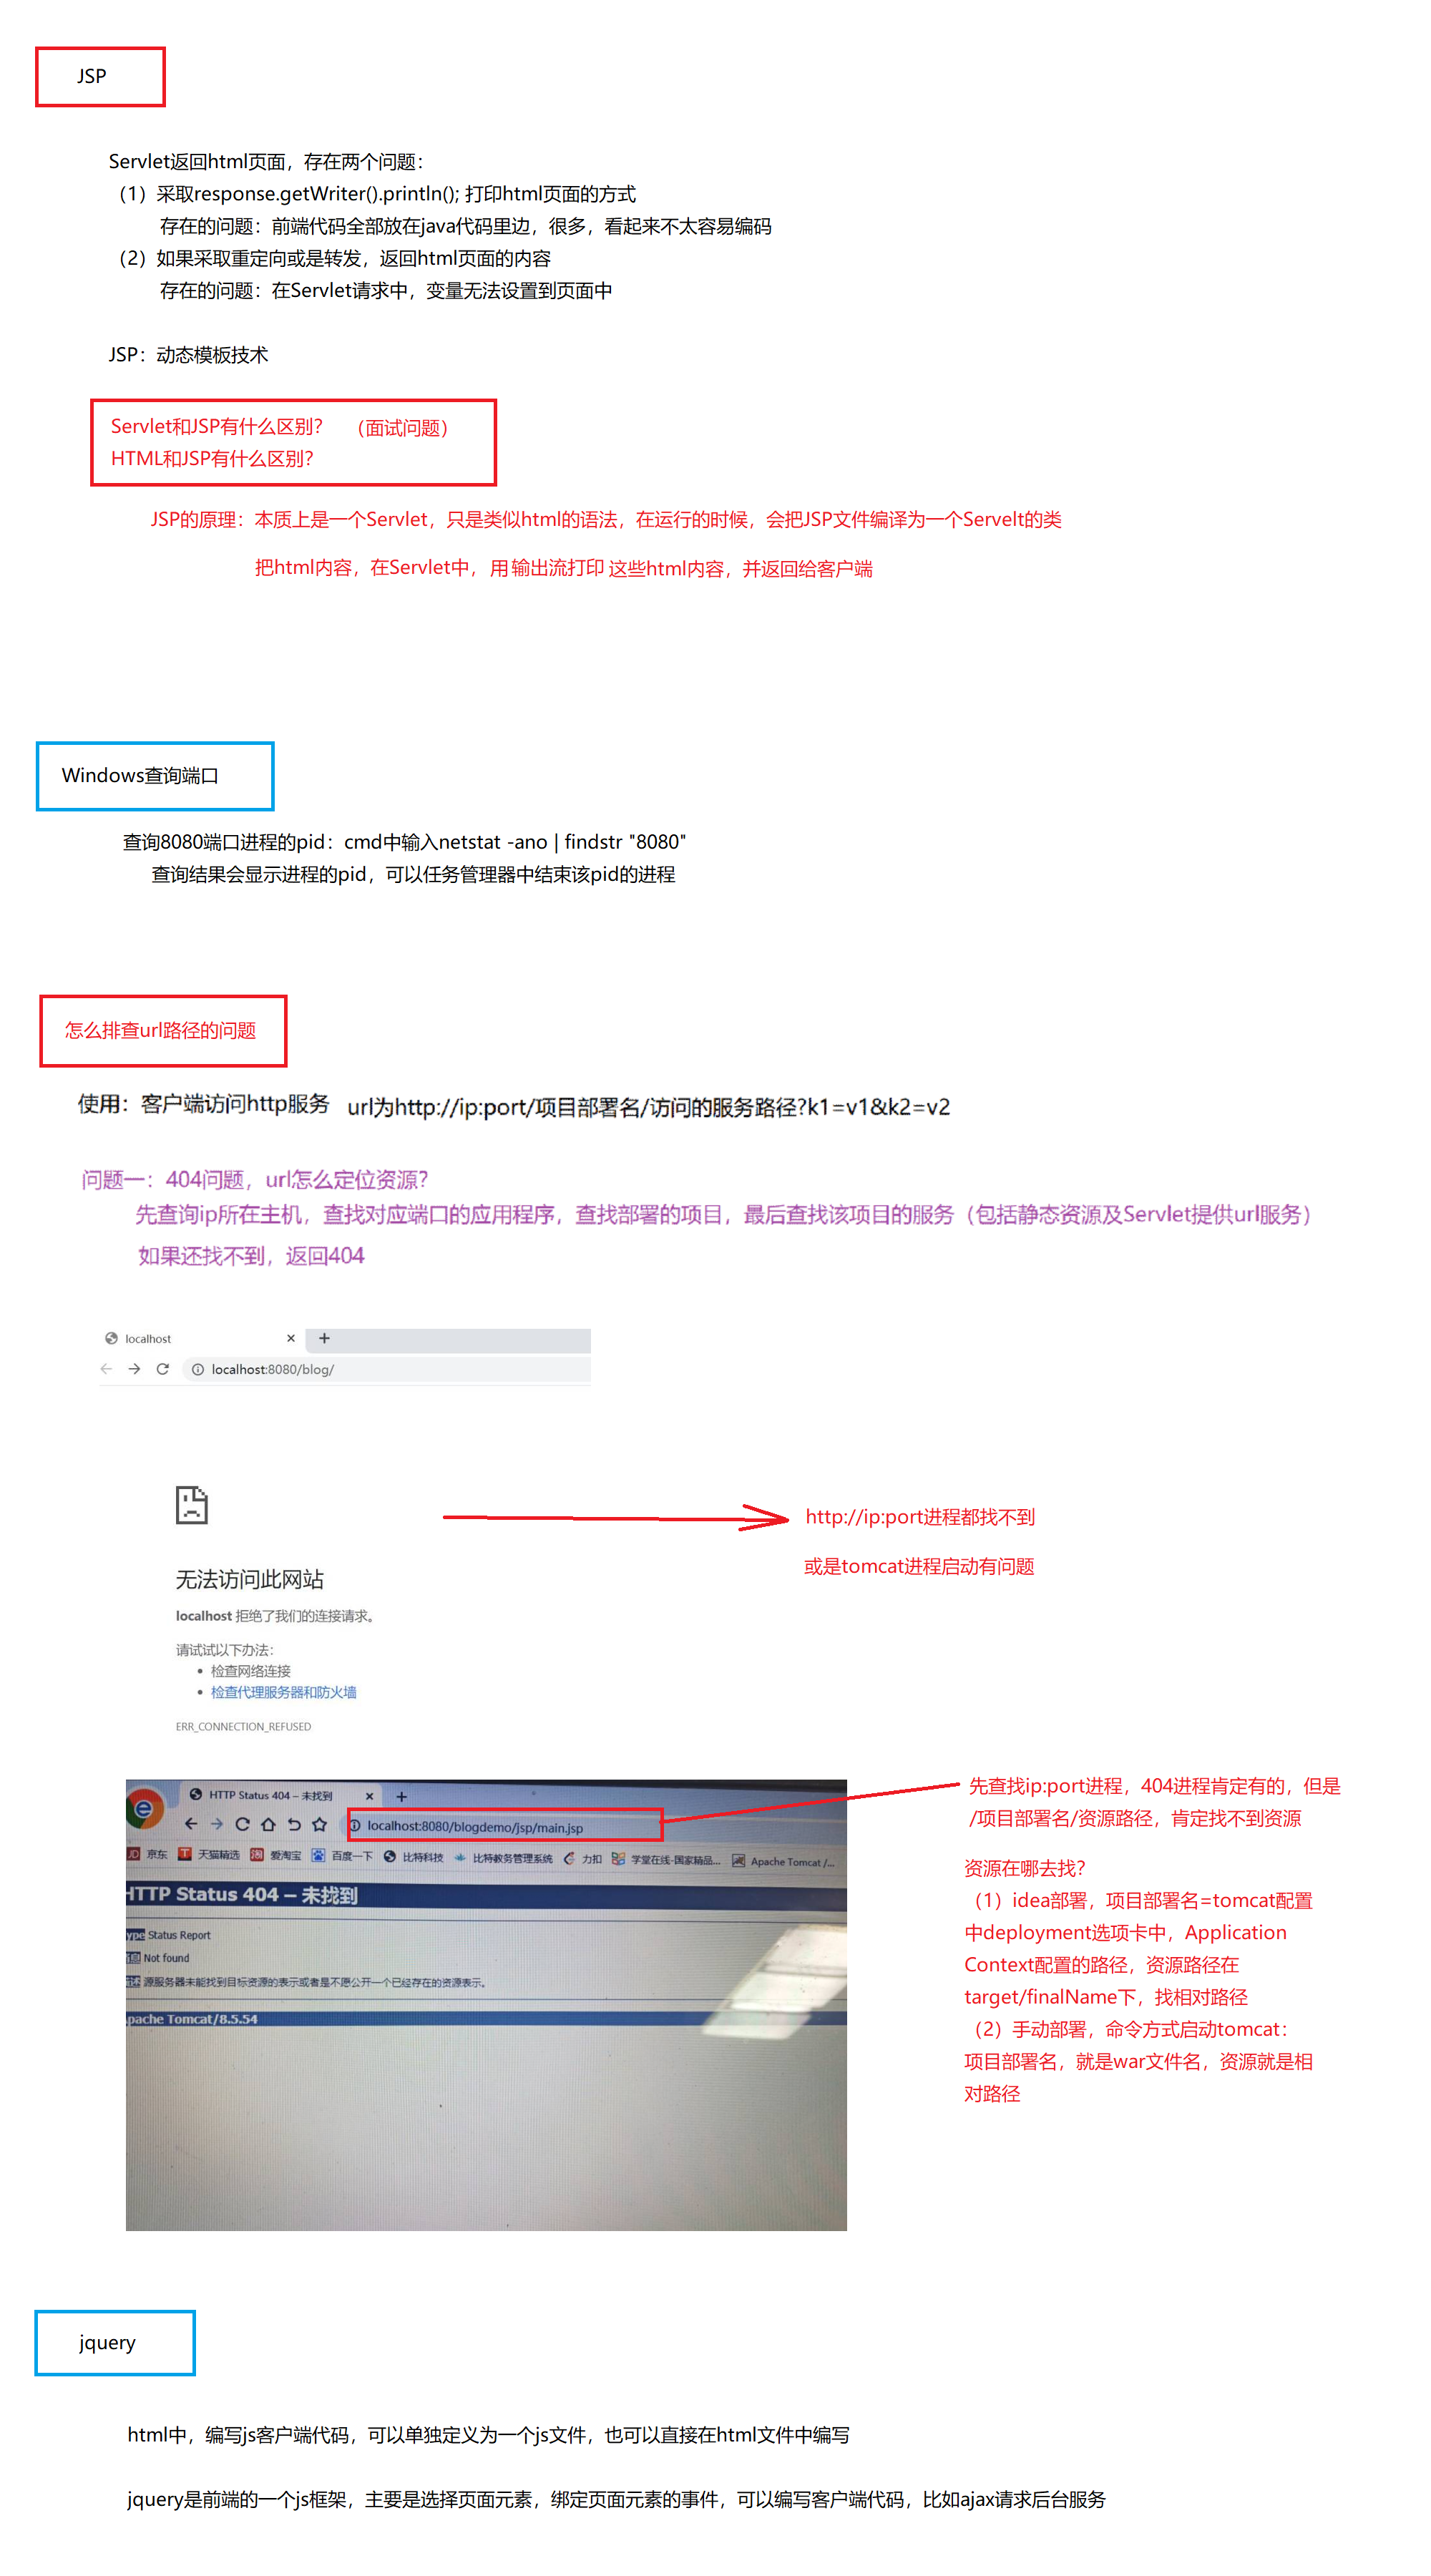 JSP
Servlet返回html页面，存在两个问题：
（1）采取response.getWriter().println(); 打印html页面的方式
存在的问题：前端代码全部放在java代码里边，很多，看起来不太容易编码
（2）如果采取重定向或是转发，返回html页面的内容
存在的问题：在Servlet请求中，变量无法设置到页面中
JSP：动态模板技术
Servlet和JSP有什么区别？ （面试问题）
HTML和JSP有什么区别？
JSP的原理：本质上是一个Servlet，只是类似html的语法，在运行的时候，会把JSP文件编译为一个Servelt的类
把html内容，在Servlet中，用输出流打印 这些html内容，并返回给客户端
Windows查询端口
查询8080端口进程的pid：cmd中输入netstat -ano | findstr "8080"
查询结果会显示进程的pid，可以任务管理器中结束该pid的进程
怎么排查url路径的问题
使用：客户端访问http服务 url为http://ip:port/项目部署名/访问的服务路径?k1=v1&k2=v2
问题一：404问题，url怎么定位资源？
先查询ip所在主机，查找对应端口的应用程序，查找部署的项目，最后查找该项目的服务（包括静态资源及Servlet提供url服务）
如果还找不到，返回404
localhost
localhost:8080/blog/
http://ip:port进程都找不到
或是tomcat进程启动有问题
无法访问此网站
localhost 拒绝了我们的连接请求。
请试试以下办法：
• 检查网络连接
• 检查代理服务器和防火墙
ERR_CONNECTION_REFUSED
HTTP Status 404 – 未找到
localhost:8080/blogdemo/jsp/main.jsp
JD 京东 T 天猫精选 淘 爱淘宝 百度一下 比特科技 比特教务管理系统 力扣 学堂在线-国家精品... Apache Tomcat /...
HTTP Status 404 – 未找到
ype Status Report
Not found
源服务器未能找到目标资源的表示或者是不愿公开一个已经存在的资源表示。
pache Tomcat/8.5.54
先查找ip:port进程，404进程肯定有的，但是
/项目部署名/资源路径，肯定找不到资源
资源在哪去找？
（1）idea部署，项目部署名=tomcat配置
中deployment选项卡中，Application
Context配置的路径，资源路径在
target/finalName下，找相对路径
（2）手动部署，命令方式启动tomcat：
项目部署名，就是war文件名，资源就是相
对路径
jquery
html中，编写js客户端代码，可以单独定义为一个js文件，也可以直接在html文件中编写
jquery是前端的一个js框架，主要是选择页面元素，绑定页面元素的事件，可以编写客户端代码，比如ajax请求后台服务